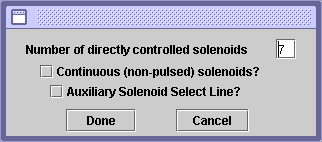 Number of directly controlled solenoids 7
Continuous (non-pulsed) solenoids?
Auxiliary Solenoid Select Line?
Done Cancel